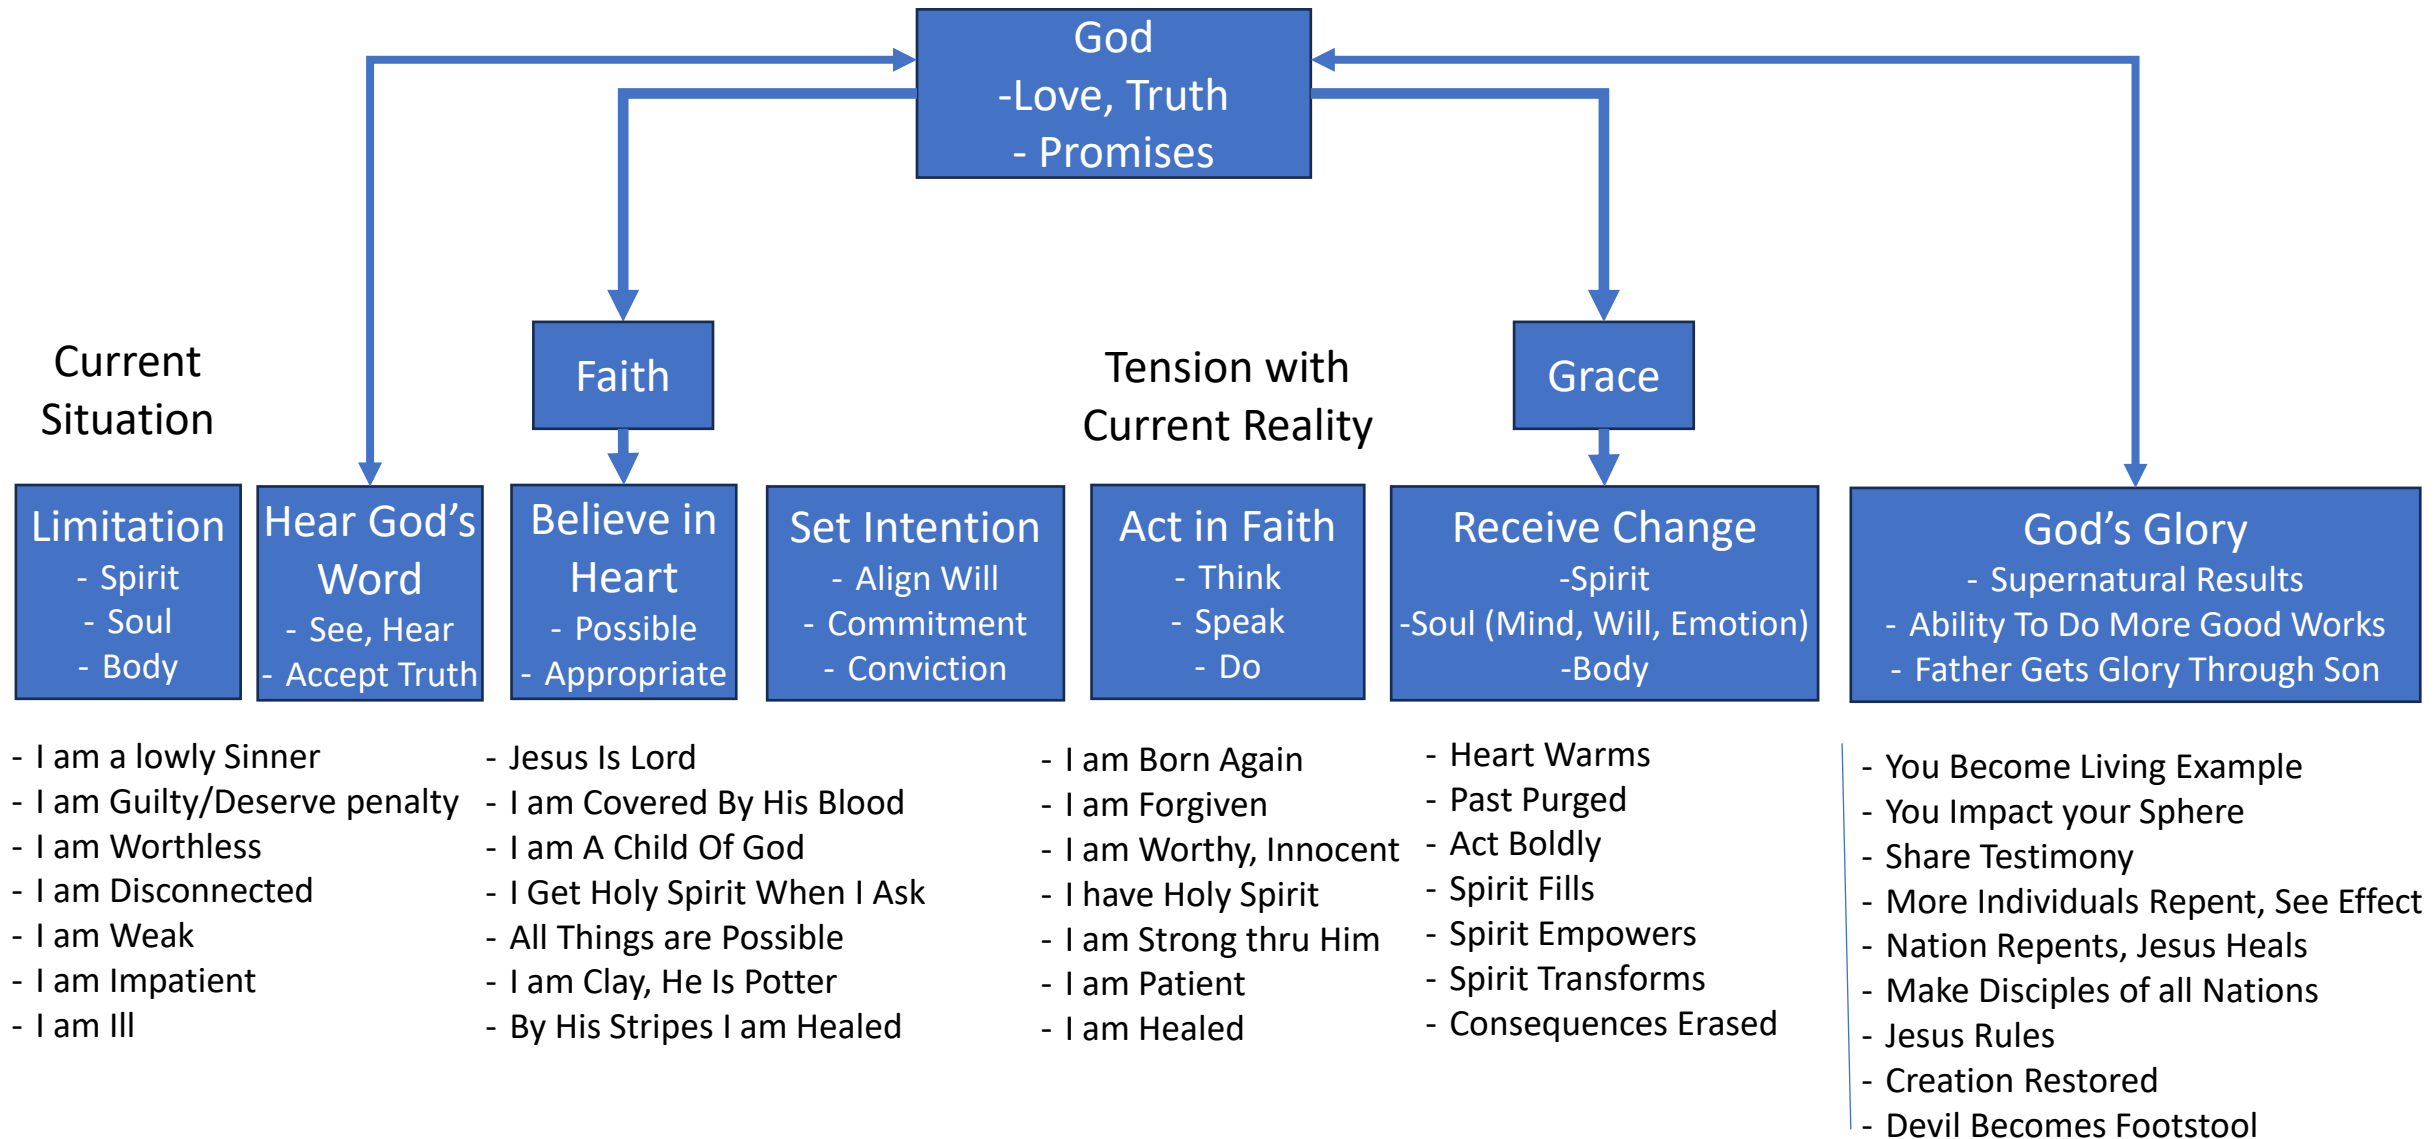 God
-Love, Truth
- Promises
Current
Situation
Faith
Tension with
Current Reality
Grace
Limitation
- Spirit
- Soul
- Body
Hear God's
Word
- See, Hear
- Accept Truth
Believe in
Heart
- Possible
- Appropriate
Set Intention
- Align Will
- Commitment
- Conviction
Act in Faith
- Think
- Speak
- Do
Receive Change
-Spirit
-Soul (Mind, Will, Emotion)
-Body
God's Glory
- Supernatural Results
- Ability To Do More Good Works
- Father Gets Glory Through Son
- I am a lowly Sinner
- I am Guilty/Deserve penalty
- I am Worthless
- I am Disconnected
- I am Weak
- I am Impatient
- I am Ill
- Jesus Is Lord
- I am Covered By His Blood
- I am A Child Of God
- I Get Holy Spirit When I Ask
- All Things are Possible
- I am Clay, He Is Potter
- By His Stripes I am Healed
- I am Born Again
- I am Forgiven
- I am Worthy, Innocent
- I have Holy Spirit
- I am Strong thru Him
- I am Patient
- I am Healed
- Heart Warms
- Past Purged
- Act Boldly
- Spirit Fills
- Spirit Empowers
- Spirit Transforms
- Consequences Erased
- You Become Living Example
- You Impact your Sphere
- Share Testimony
- More Individuals Repent, See Effect
- Nation Repents, Jesus Heals
- Make Disciples of all Nations
- Jesus Rules
- Creation Restored
- Devil Becomes Footstool